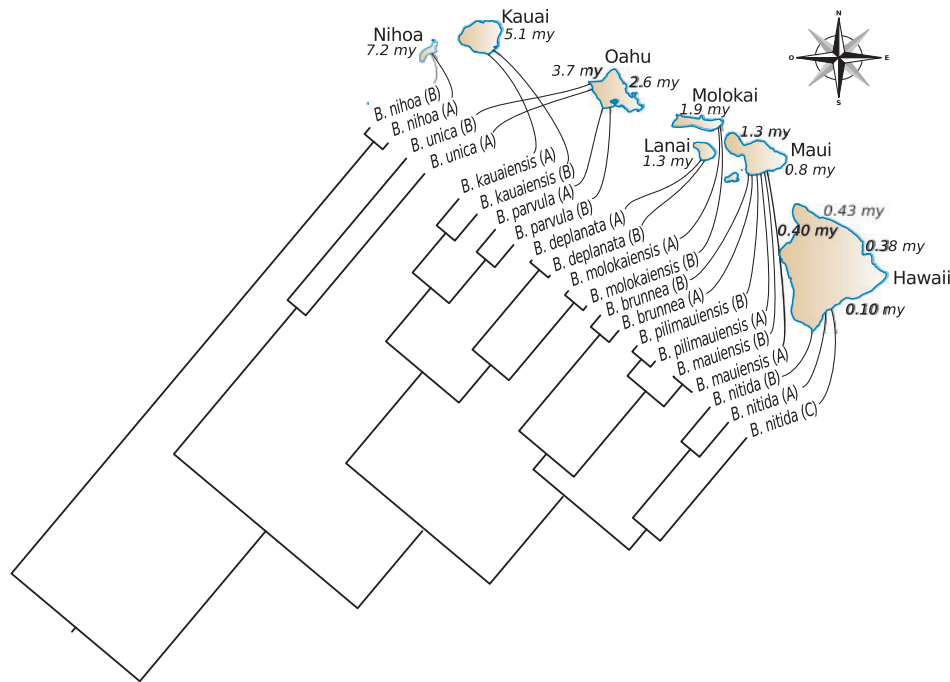 N
O
E
S
Nihoa
7.2 my
Kauai
5.1 my
Oahu
3.7 my
2.6 my
Molokai
1.9 my
Lanai
1.3 my
1.3 my
Maui
0.8 my
0.43 my
0.40 my
0.38 my
Hawaii
0.10 my
B. nihoa (B)
B. nihoa (A)
B. unica (B)
B. unica (A)
B. kauaiensis (A)
B. kauaiensis (B)
B. parvula (A)
B. parvula (B)
B. deplanata (A)
B. deplanata (B)
B. molokaiensis (A)
B. molokaiensis (B)
B. brunnea (B)
B. brunnea (A)
B. pilimauiensis (B)
B. pilimauiensis (A)
B. mauiensis (B)
B. mauiensis (A)
B. nitida (B)
B. nitida (A)
B. nitida (C)